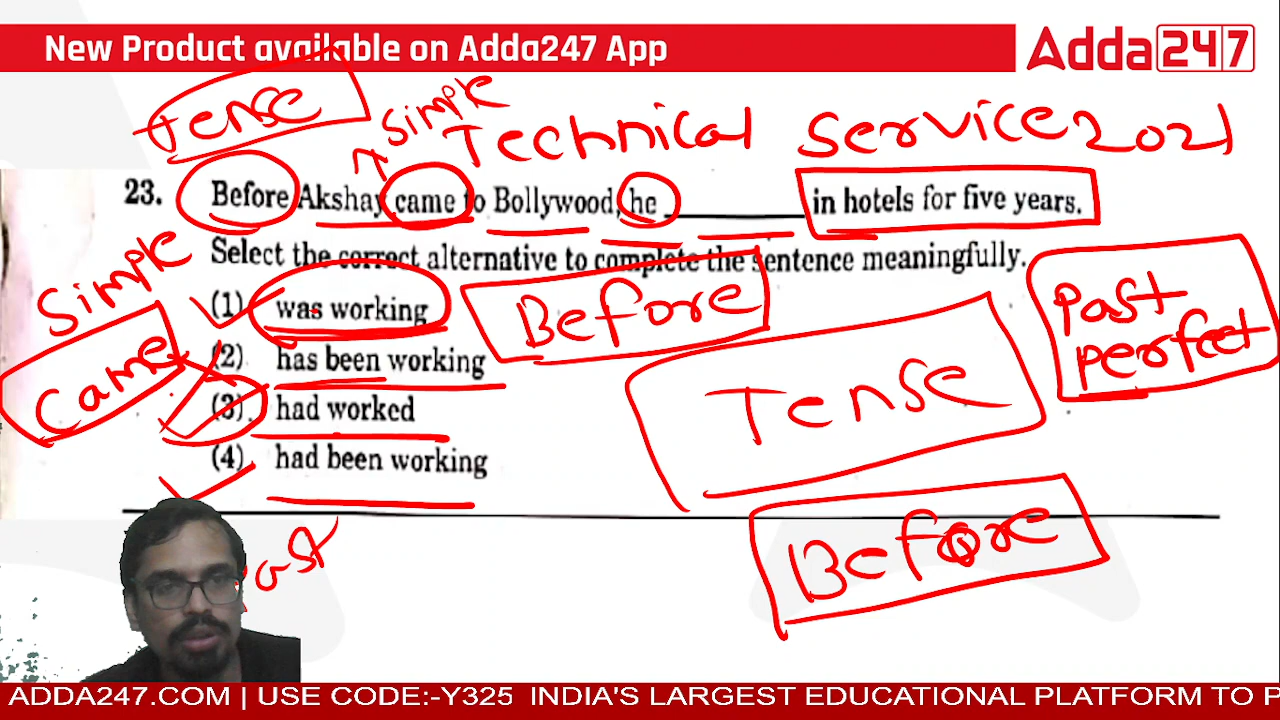 New Product available on Adda247 App
Adda247
Tense
Simple
Technical Service 2021
23. Before Akshay came to Bollywood, he __________ in hotels for five years.
Select the correct alternative to complete the sentence meaningfully.
Simple
(1) was working
Before
Past
perfect
Came
(2) has been working
Tense
(3) had worked
(4) had been working
Before
ast
ADDA247.COM | USE CODE:-Y325 INDIA'S LARGEST EDUCATIONAL PLATFORM TO P